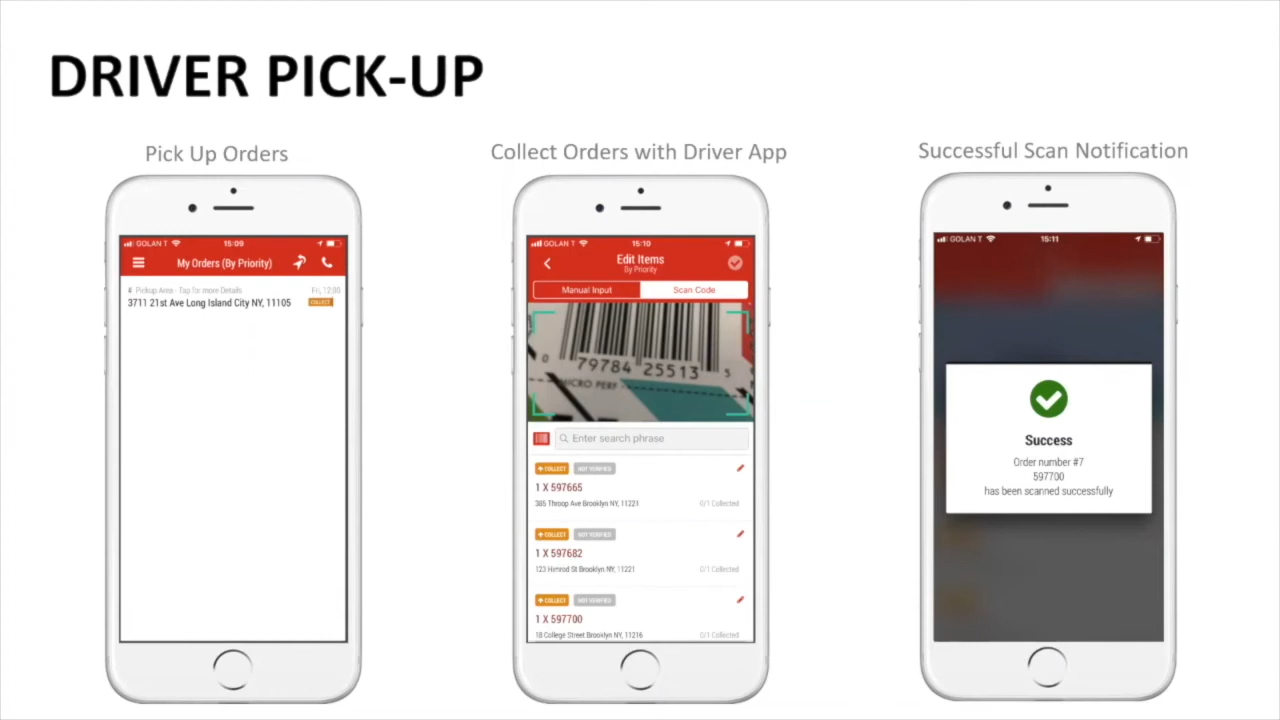 DRIVER PICK-UP
Pick Up Orders
GOLAN T 15:09
My Orders (By Priority)
Pickup Area - Tap for more Details Fri, 12:00
3711 21st Ave Long Island City NY, 11105 COLLECT
Collect Orders with Driver App
GOLAN T 15:10
Edit Items
By Priority
Manual Input Scan Code
0 79784 25513 5
MICRO PERF
Enter search phrase
COLLECT NOT VERIFIED
1 X 597665
385 Throop Ave Brooklyn NY, 11221 0/1 Collected
COLLECT NOT VERIFIED
1 X 597682
123 Himrod St Brooklyn NY, 11221 0/1 Collected
COLLECT NOT VERIFIED
1 X 597700
18 College Street Brooklyn NY, 11216 0/1 Collected
Successful Scan Notification
GOLAN T 15:11
Success
Order number #7
597700
has been scanned successfully